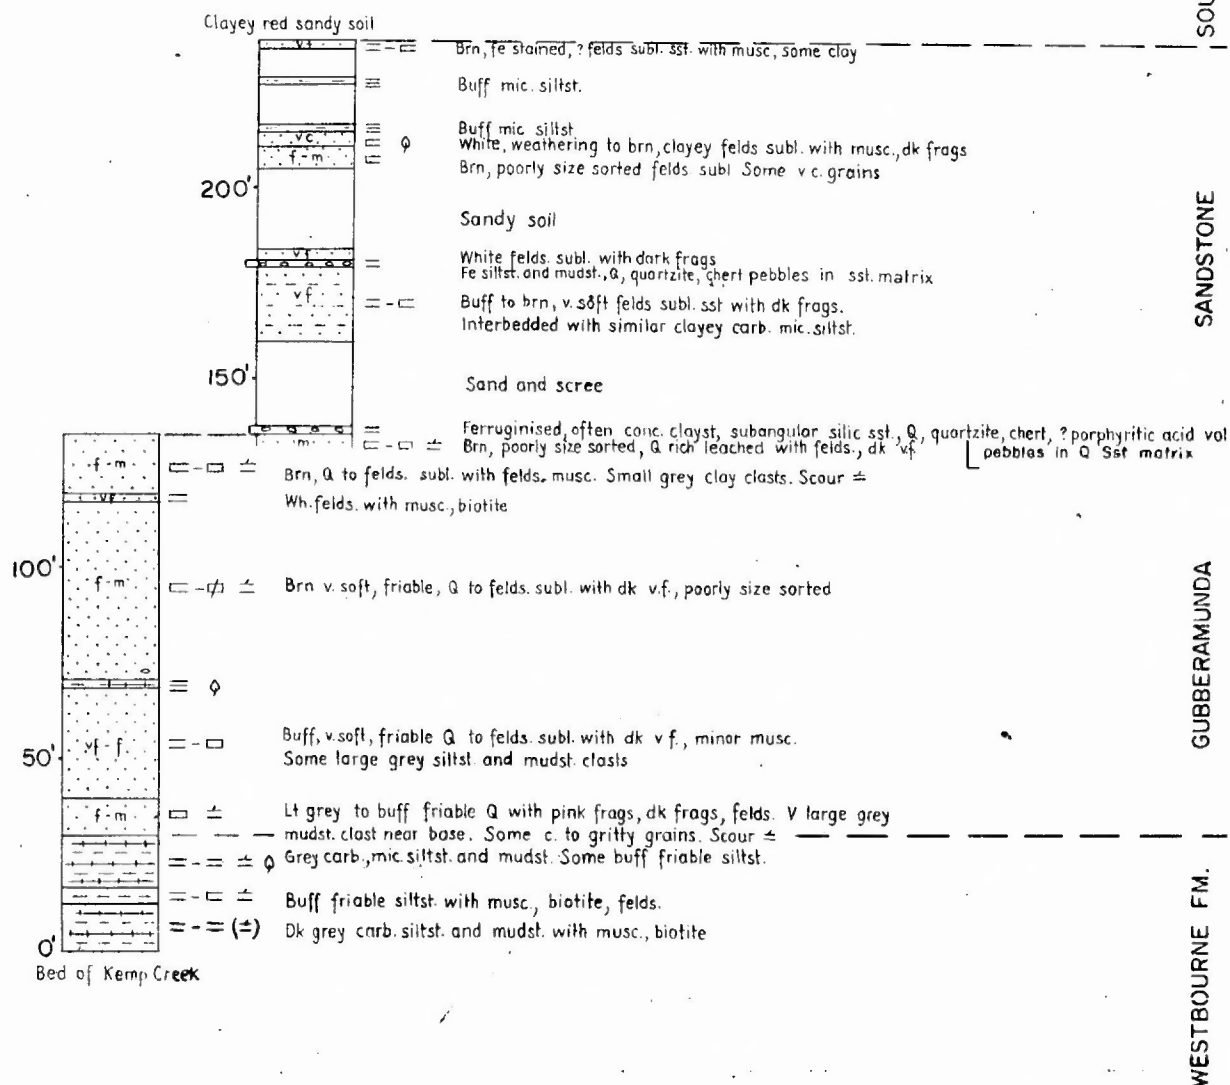 Clayey red sandy soil
vf
Brn, fe stained, ? felds subl. sst. with musc, some clay
Buff mic. siltst.
Buff mic siltst
vc
White, weathering to brn, clayey felds subl. with musc., dk frags
f-m
Brn, poorly size sorted felds subl Some v c. grains
200'
Sandy soil
vf
White felds. subl. with dark frags
Fe siltst. and mudst., Q, quartzite, chert pebbles in sst. matrix
vf
Buff to brn, v. soft felds subl. sst with dk frags.
Interbedded with similar clayey carb. mic. siltst.
150'
Sand and scree
Ferruginised, often conc. clayst, subangular silic sst., Q, quartzite, chert, ? porphyritic acid vol
pebbles in Q Sst matrix
m
Brn, poorly sorted, Q rich leached with felds., dk v.f.
f-m
Brn, Q to felds. subl. with felds. musc. Small grey clay clasts. Scour
vf
Wh. felds. with musc., biotite
100'
f-m
Brn v. soft, friable, Q to felds. subl. with dk v.f., poorly size sorted
vf-f
Buff, v. soft, friable Q to felds. subl. with dk v f., minor musc.
50'
Some large grey siltst and mudst. clasts
f-m
Lt grey to buff friable Q with pink frags, dk frags, felds. V large grey
mudst. clast near base. Some c. to gritty grains. Scour
Grey carb., mic. siltst. and mudst. Some buff friable siltst.
Buff friable siltst. with musc., biotite, felds.
0'
Dk grey carb. siltst. and mudst. with musc., biotite
Bed of Kemp Creek
SOU
SANDSTONE
GUBBERAMUNDA
WESTBOURNE FM.